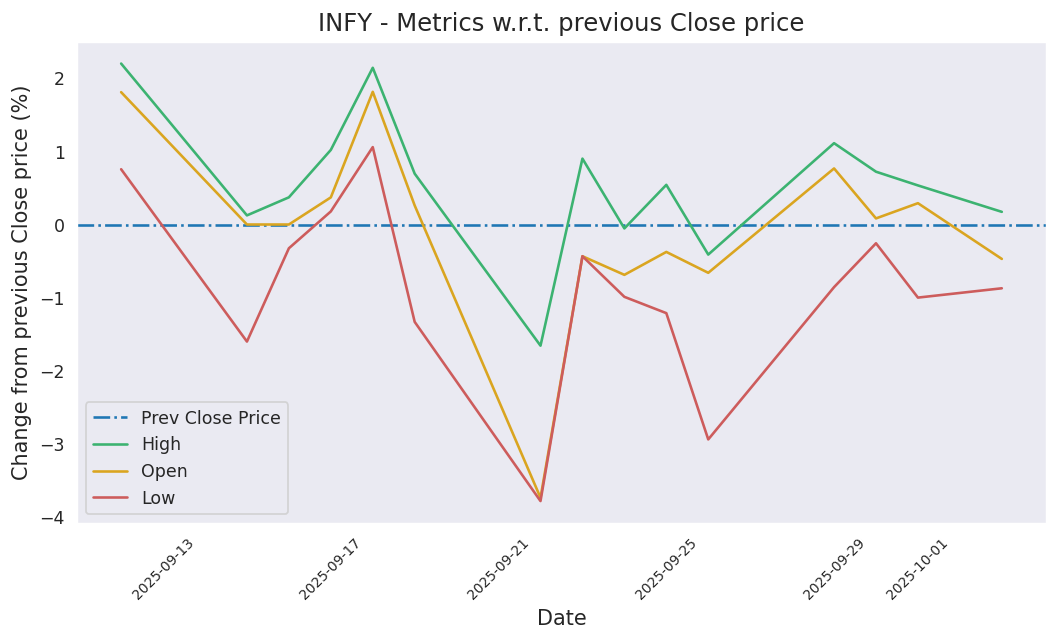 INFY - Metrics w.r.t. previous Close price
Change from previous Close price (%)
2
1
0
−1
−2
−3
−4
Prev Close Price
High
Open
Low
2025-09-13
2025-09-17
2025-09-21
2025-09-25
2025-09-29
2025-10-01
Date